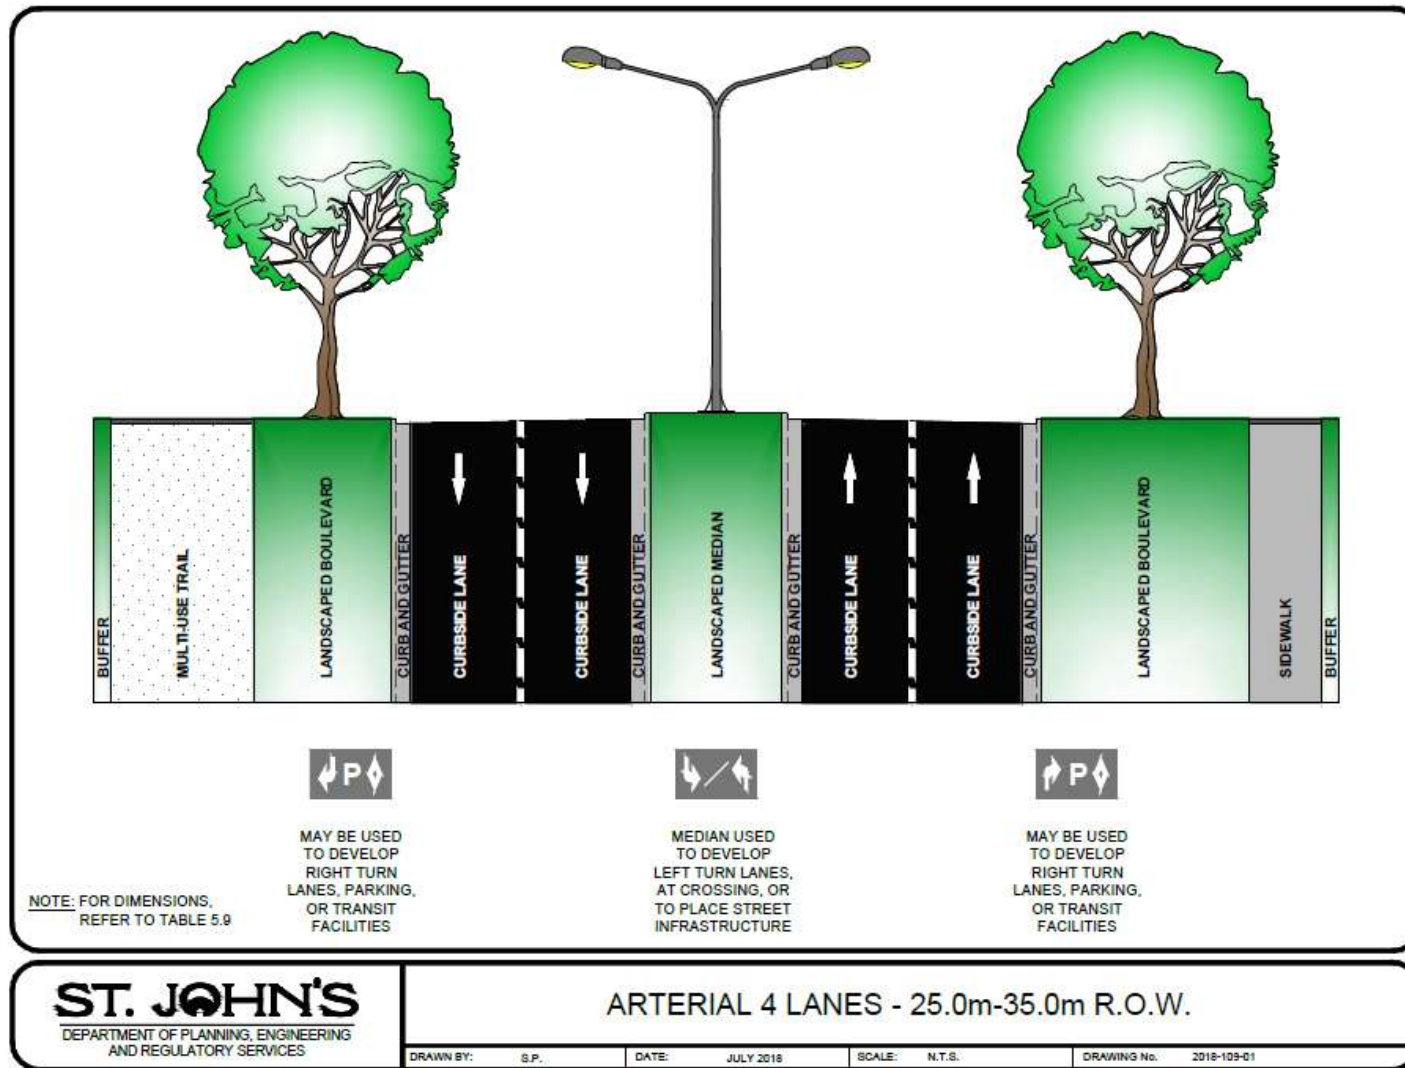 BUFFER
MULTI-USE TRAIL
LANDSCAPED BOULEVARD
CURB AND GUTTER
CURBSIDE LANE
CURBSIDE LANE
CURB AND GUTTER
LANDSCAPED MEDIAN
CURB AND GUTTER
CURBSIDE LANE
CURBSIDE LANE
CURB AND GUTTER
LANDSCAPED BOULEVARD
SIDEWALK
BUFFER
P
P
MAY BE USED
TO DEVELOP
RIGHT TURN
LANES, PARKING,
OR TRANSIT
FACILITIES
MEDIAN USED
TO DEVELOP
LEFT TURN LANES,
AT CROSSING, OR
TO PLACE STREET
INFRASTRUCTURE
MAY BE USED
TO DEVELOP
RIGHT TURN
LANES, PARKING,
OR TRANSIT
FACILITIES
NOTE: FOR DIMENSIONS,
REFER TO TABLE 5.9
ST. JOHN'S
DEPARTMENT OF PLANNING, ENGINEERING
AND REGULATORY SERVICES
ARTERIAL 4 LANES - 25.0m-35.0m R.O.W.
DRAWN BY: S.P. DATE: JULY 2018 SCALE: N.T.S. DRAWING No. 2018-109-01